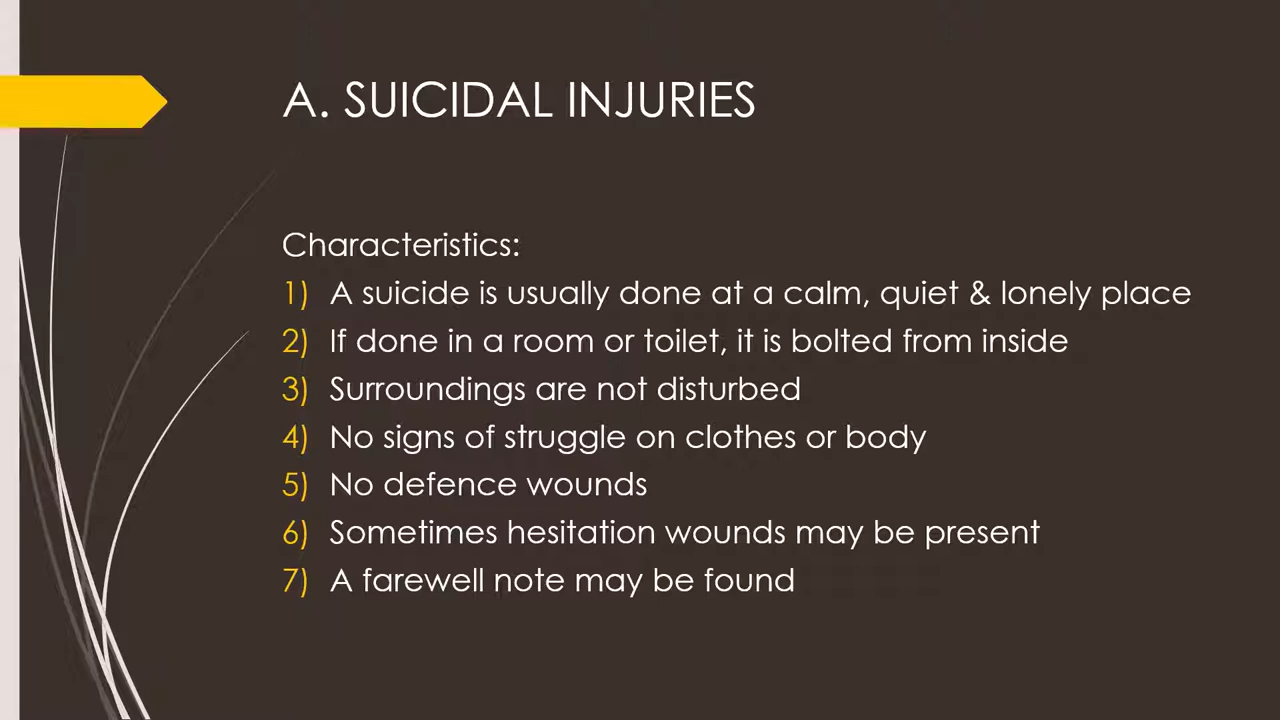 A. SUICIDAL INJURIES
Characteristics:
1) A suicide is usually done at a calm, quiet & lonely place
2) If done in a room or toilet, it is bolted from inside
3) Surroundings are not disturbed
4) No signs of struggle on clothes or body
5) No defence wounds
6) Sometimes hesitation wounds may be present
7) A farewell note may be found